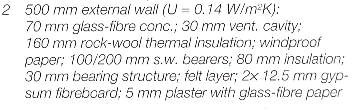 2 500 mm external wall (U = 0.14 W/m²K):
70 mm glass-fibre conc.; 30 mm vent. cavity;
160 mm rock-wool thermal insulation; windproof
paper; 100/200 mm s.w. bearers; 80 mm insulation;
30 mm bearing structure; felt layer; 2× 12.5 mm gyp-
sum fibreboard; 5 mm plaster with glass-fibre paper